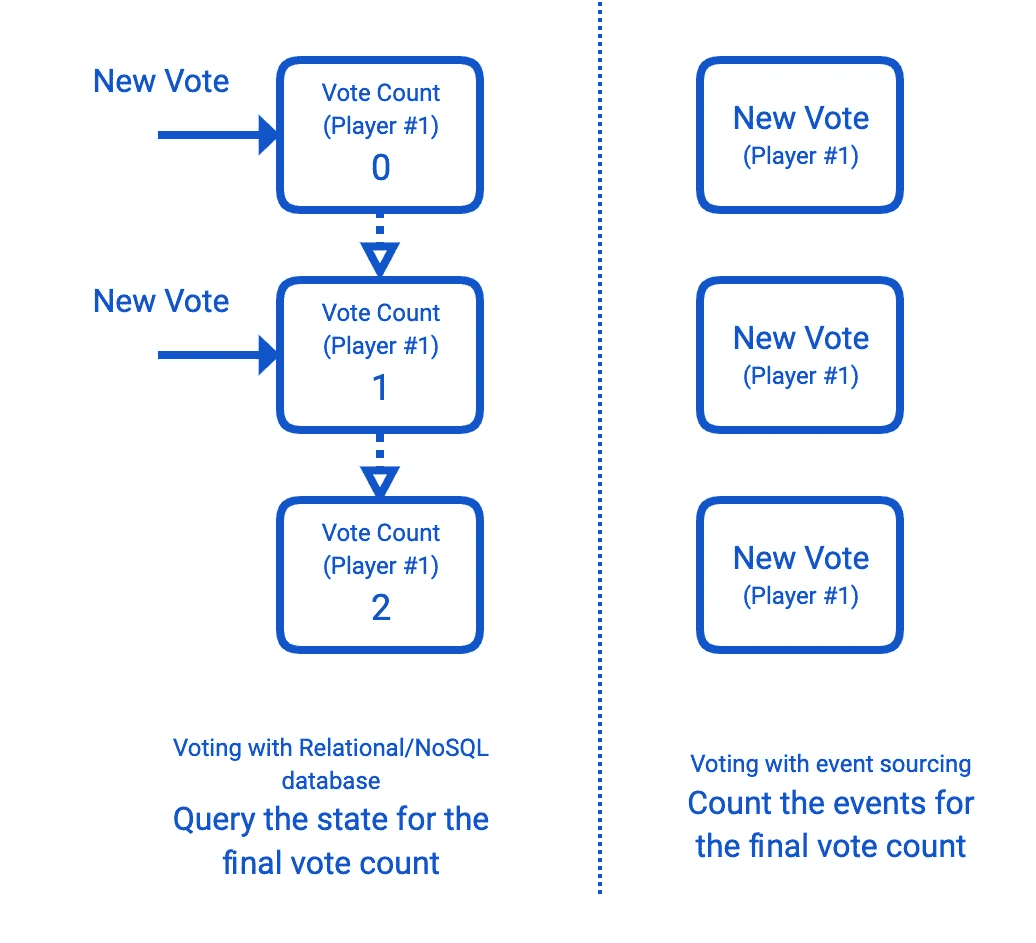 New Vote
Vote Count
(Player #1)
0
New Vote
Vote Count
(Player #1)
1
Vote Count
(Player #1)
2
Voting with Relational/NoSQL
database
Query the state for the
final vote count
New Vote
(Player #1)
New Vote
(Player #1)
New Vote
(Player #1)
Voting with event sourcing
Count the events for
the final vote count